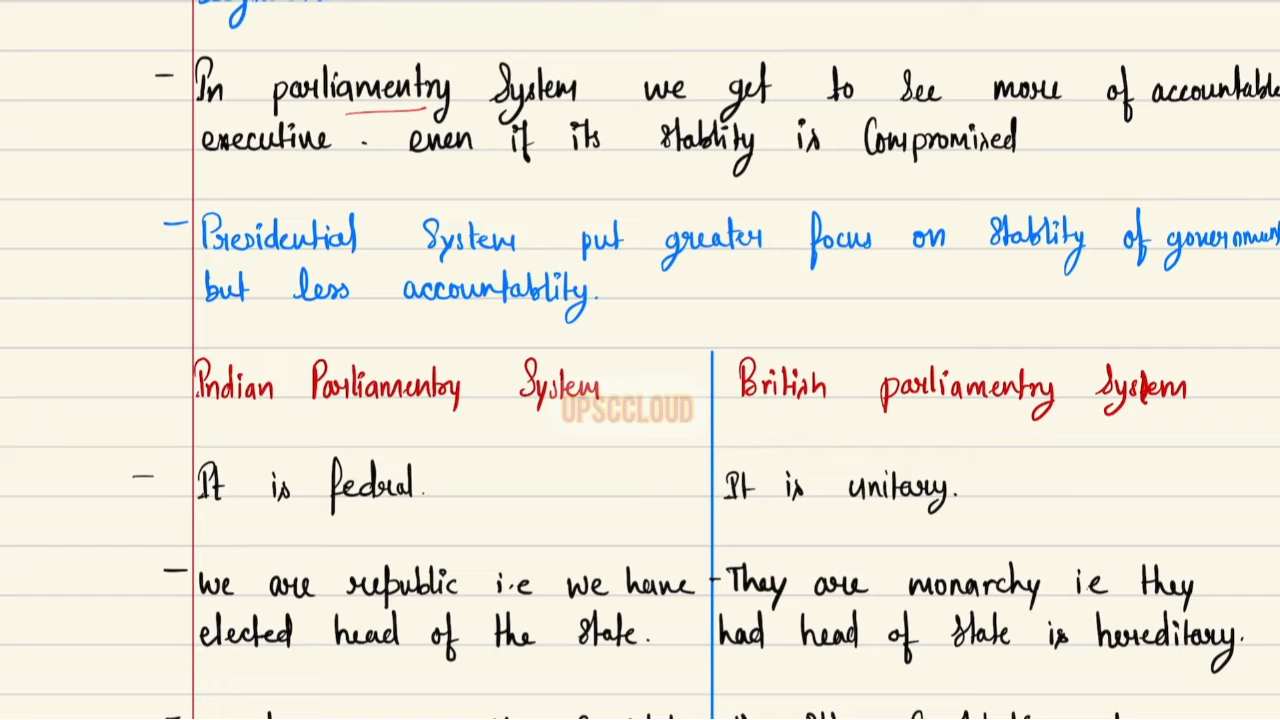 - In parliamentry System we get to see more of accountable
executive. even if its stablity is Compromised
- Presidential System put greater focus on stablity of government
but less accountablity.
Indian Parliamentry System
British parliamentry System
UPSCCLOUD
- It is federal.
It is unitary.
- we are republic i.e we have
elected head of the state.
- They are monarchy ie they
had head of state is hereditary.